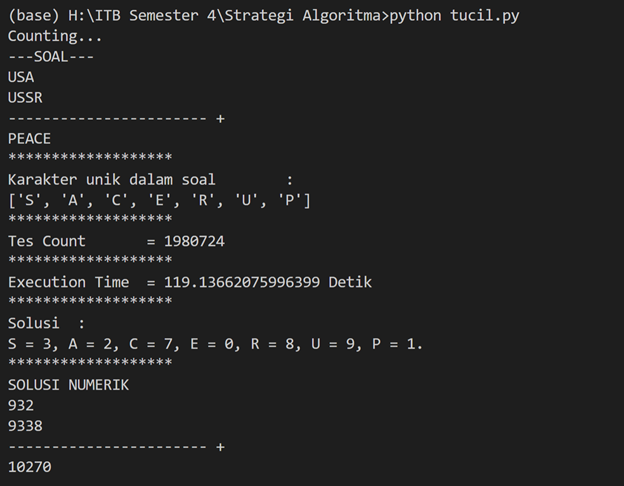 (base) H:\ITB Semester 4\Strategi Algoritma>python tucil.py
Counting...
---SOAL---
USA
USSR
----------------------- +
PEACE
*******************
Karakter unik dalam soal        :
['S', 'A', 'C', 'E', 'R', 'U', 'P']
*******************
Tes Count       = 1980724
*******************
Execution Time  = 119.13662075996399 Detik
*******************
Solusi  :
S = 3, A = 2, C = 7, E = 0, R = 8, U = 9, P = 1.
*******************
SOLUSI NUMERIK
932
9338
----------------------- +
10270